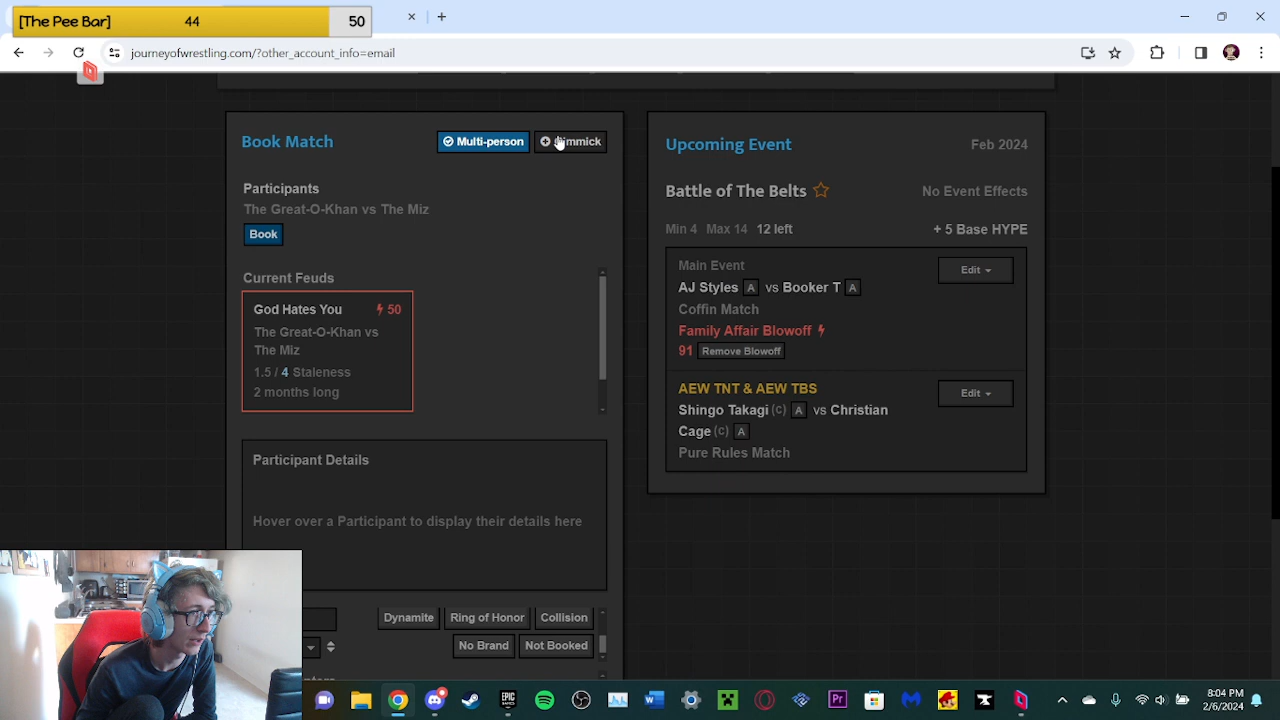 [The Pee Bar] 44 50
journeyofwrestling.com/?other_account_info=email
Book Match
Multi-person
Participants
The Great-O-Khan vs The Miz
Book
Current Feuds
God Hates You 50
The Great-O-Khan vs
The Miz
1.5 / 4 Staleness
2 months long
Participant Details
Hover over a Participant to display their details here
Dynamite Ring of Honor Collision
No Brand Not Booked
Upcoming Event Feb 2024
Battle of The Belts No Event Effects
Min 4 Max 14 12 left + 5 Base HYPE
Main Event Edit
AJ Styles A vs Booker T A
Coffin Match
Family Affair Blowoff
91 Remove Blowoff
AEW TNT & AEW TBS Edit
Shingo Takagi (C) A vs Christian
Cage (C) A
Pure Rules Match
EPIC
GAMES
W
Pr
8:04 PM
2/6/2024